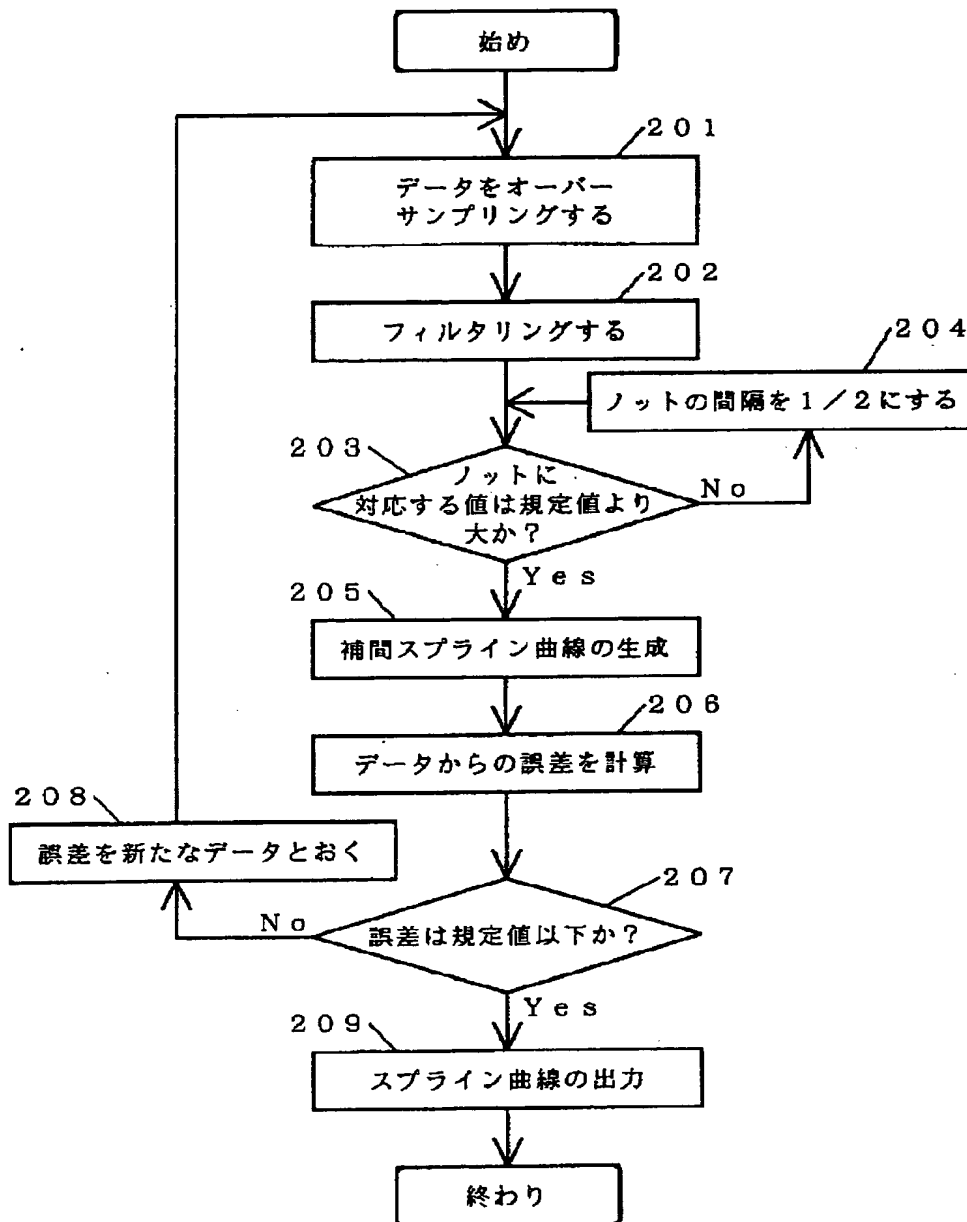 始め
201
データをオーバー
サンプリングする
202
フィルタリングする
204
ノットの間隔を1/2にする
203
ノットに
対応する値は規定値より
大か?
No
Yes
205
補間スプライン曲線の生成
206
データからの誤差を計算
208
誤差を新たなデータとおく
207
誤差は規定値以下か?
No
Yes
209
スプライン曲線の出力
終わり